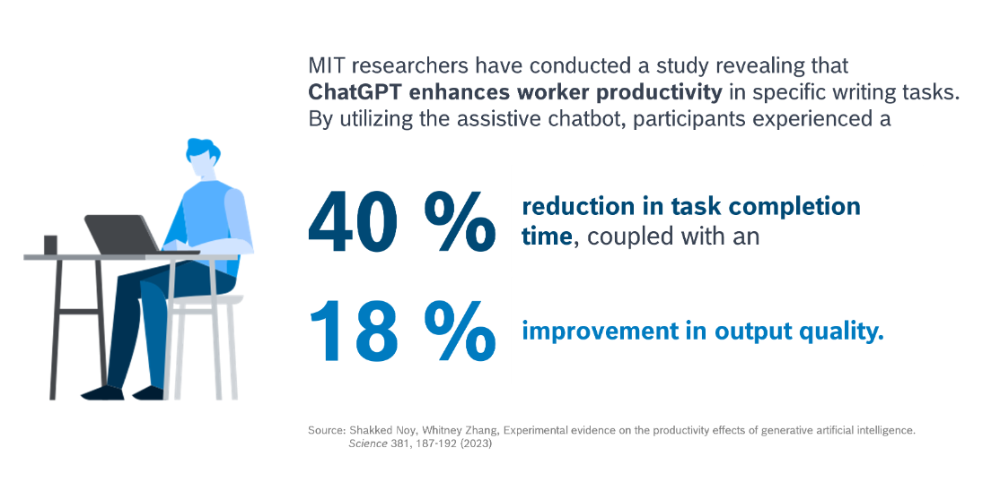 MIT researchers have conducted a study revealing that
ChatGPT enhances worker productivity in specific writing tasks.
By utilizing the assistive chatbot, participants experienced a
40 % reduction in task completion
time, coupled with an
18 % improvement in output quality.
Source: Shakked Noy, Whitney Zhang, Experimental evidence on the productivity effects of generative artificial intelligence.
Science 381, 187-192 (2023)